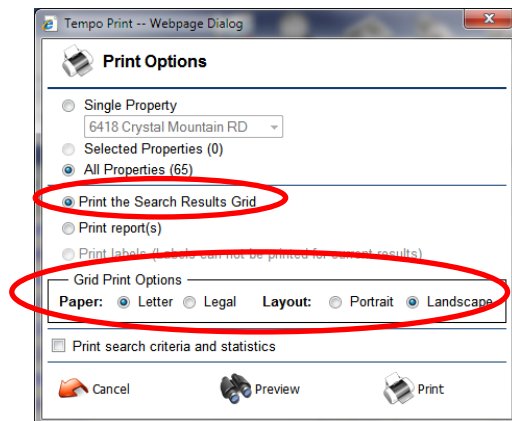 Tempo Print -- Webpage Dialog
Print Options
Single Property
6418 Crystal Mountain RD
Selected Properties (0)
All Properties (65)
Print the Search Results Grid
Print report(s)
Print labels (Labels can not be printed for current results)
Grid Print Options
Paper: Letter Legal Layout: Portrait Landscape
Print search criteria and statistics
Cancel Preview Print